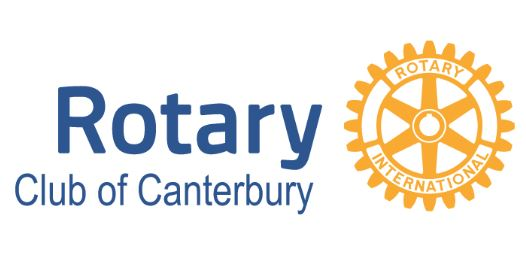 Rotary
Club of Canterbury
ROTARY
INTERNATIONAL